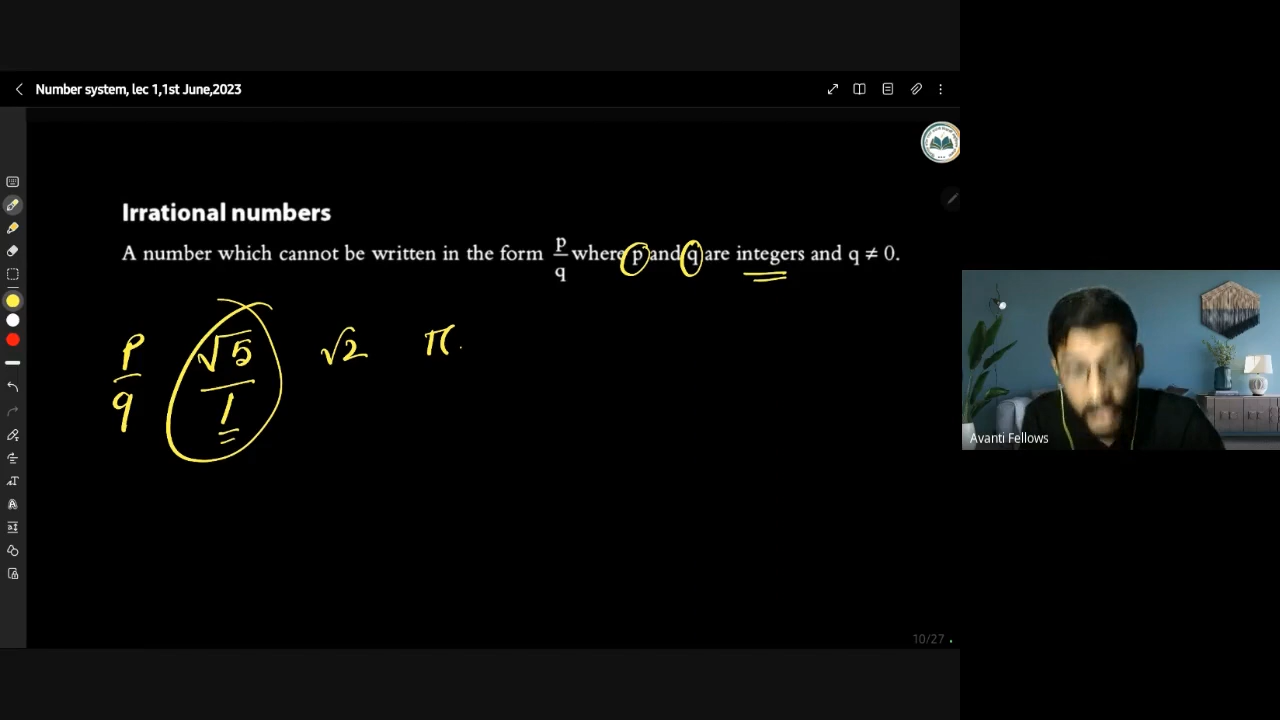 Number system, lec 1,1st June,2023
Irrational numbers
A number which cannot be written in the form p/q where p and q are integers and q ≠ 0.
p/q √5/1 √2 π
Avanti Fellows
10/27